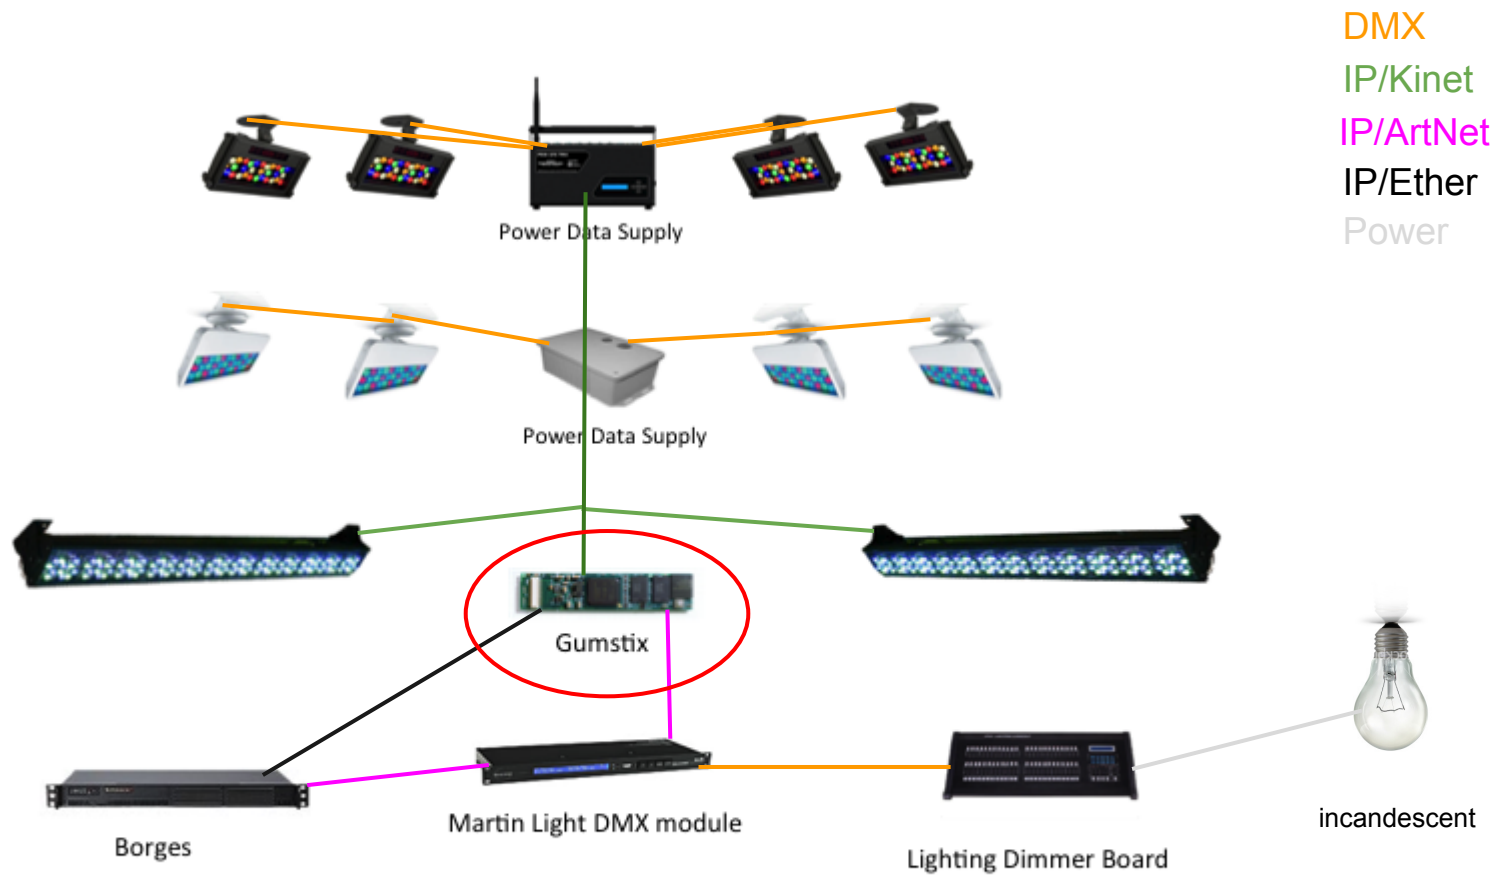 DMX
IP/Kinet
IP/ArtNet
IP/Ether
Power
Power Data Supply
Power Data Supply
Gumstix
Martin Light DMX module
Borges
Lighting Dimmer Board
incandescent